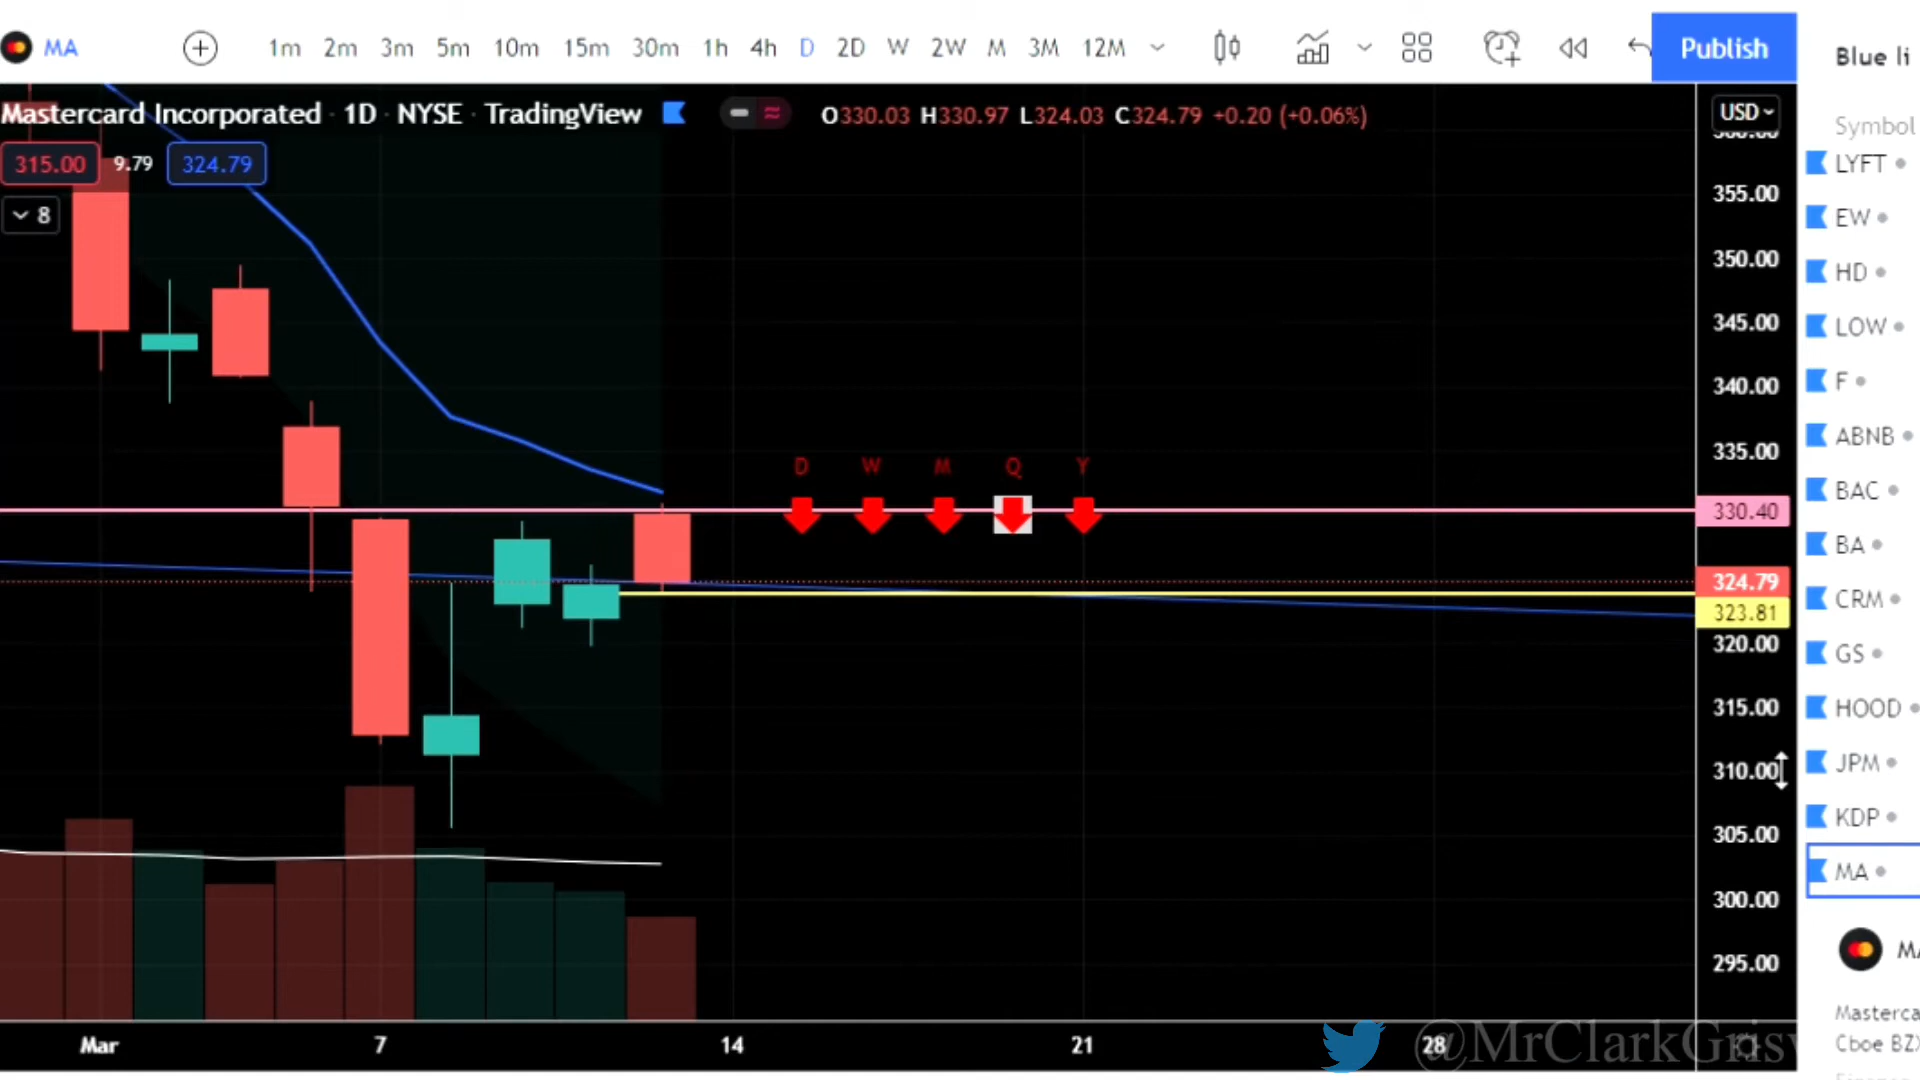 MA 1m 2m 3m 5m 10m 15m 30m 1h 4h D 2D W 2W M 3M 12M Publish
Blue li
Mastercard Incorporated · 1D · NYSE · TradingView O330.03 H330.97 L324.03 C324.79 +0.20 (+0.06%)
USD
315.00 9.79 324.79
8
355.00
350.00
345.00
340.00
335.00
330.40
324.79
323.81
320.00
315.00
310.00
305.00
300.00
295.00
D W M Q Y
Mar 7 14 21 28
@MrClarkGrisw
Symbol
LYFT
EW
HD
LOW
F
ABNB
BAC
BA
CRM
GS
HOOD
JPM
KDP
MA
Masterca
Cboe BZX